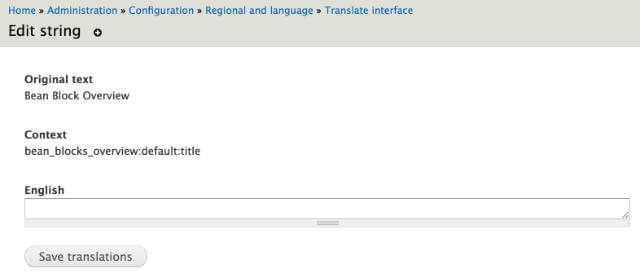 Home » Administration » Configuration » Regional and language » Translate interface
Edit string
Original text
Bean Block Overview
Context
bean_blocks_overview:default:title
English
Save translations